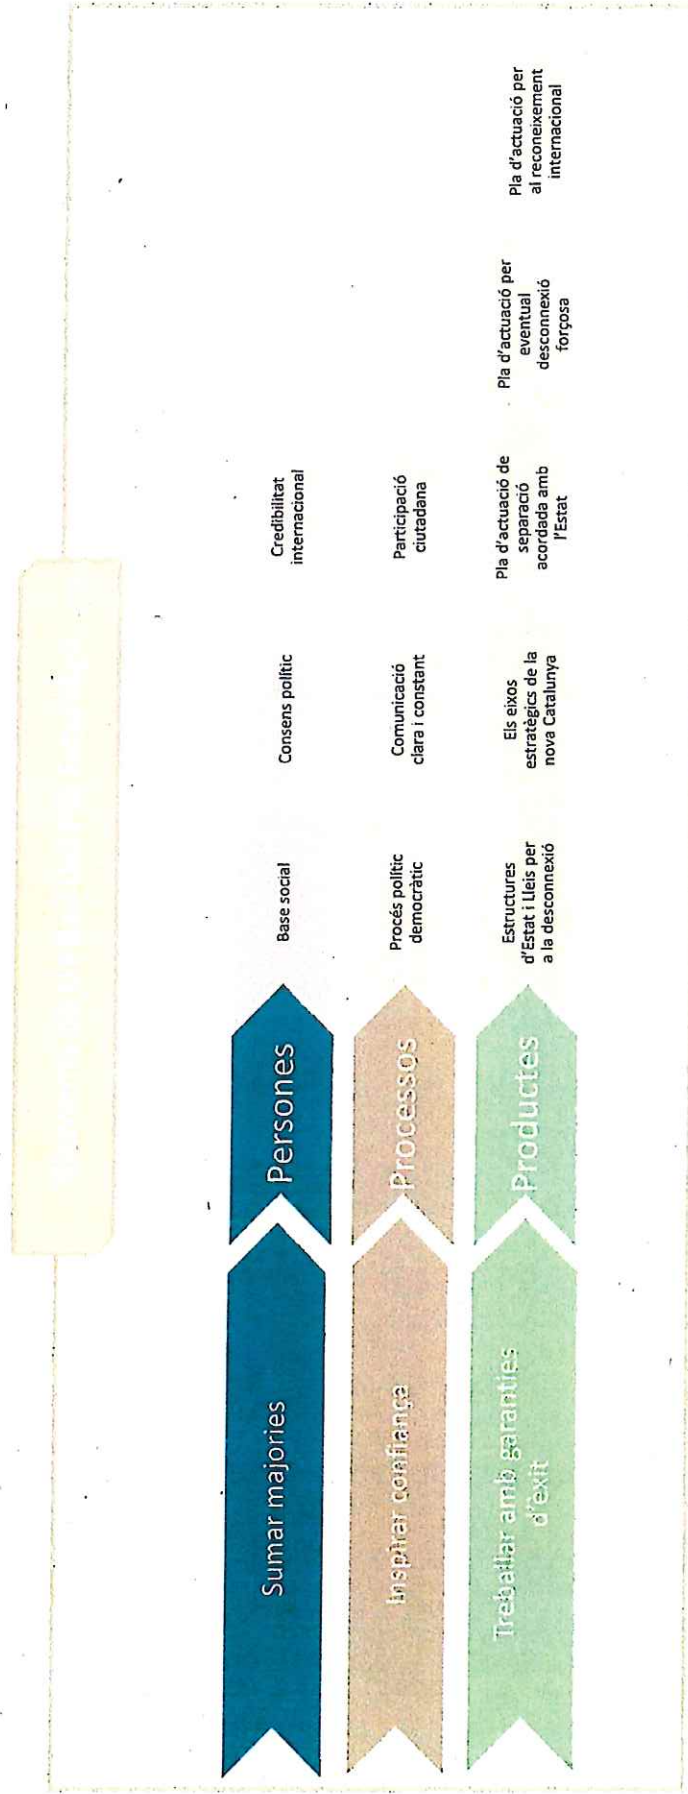 Sumar majories
Persones
Base social
Consens polític
Credibilitat
internacional
Inspirar confiança
Processos
Procés polític
democràtic
Comunicació
clara i constant
Participació
ciutadana
Treballar amb garanties
d'èxit
Productes
Estructures
d'Estat i Lleis per
a la desconnexió
Els eixos
estratègics de la
nova Catalunya
Pla d'actuació de
separació
acordada amb
l'Estat
Pla d'actuació per
eventual
desconnexió
forçosa
Pla d'actuació per
al reconeixement
internacional